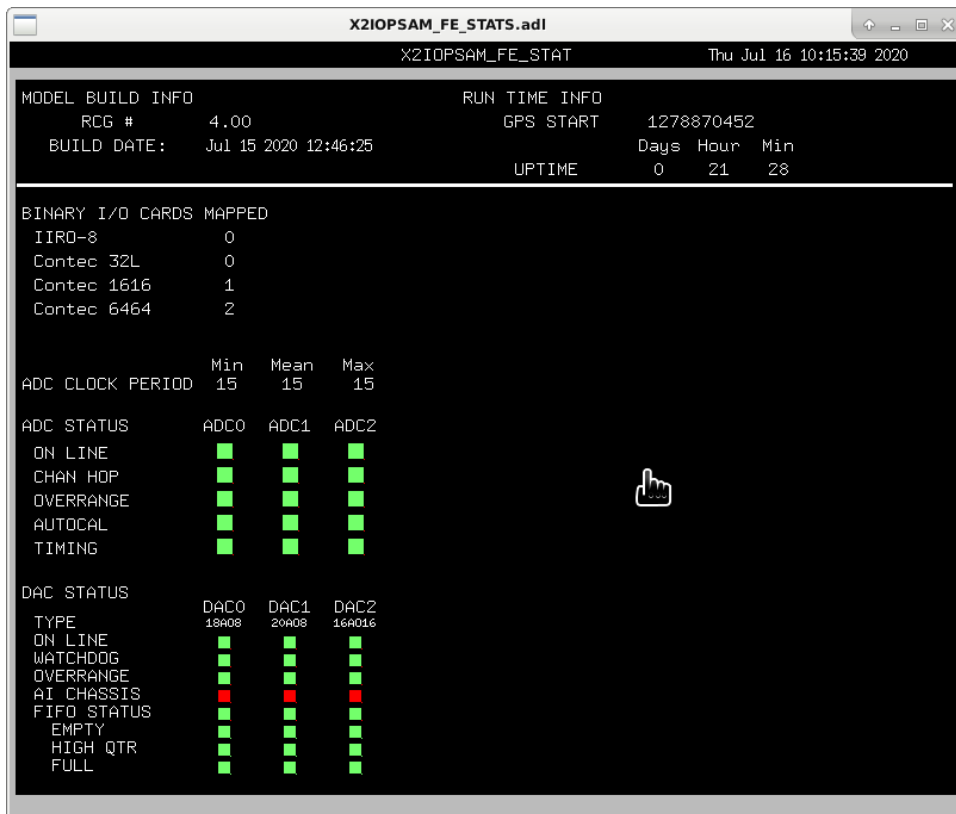 X2IOPSAM_FE_STATS.adl
X2IOPSAM_FE_STAT Thu Jul 16 10:15:39 2020
MODEL BUILD INFO RUN TIME INFO
RCG # 4.00 GPS START 1278870452
BUILD DATE: Jul 15 2020 12:46:25 Days Hour Min
UPTIME 0 21 28
BINARY I/O CARDS MAPPED
IIRO-8 0
Contec 32L 0
Contec 1616 1
Contec 6464 2
Min Mean Max
ADC CLOCK PERIOD 15 15 15
ADC STATUS ADC0 ADC1 ADC2
ON LINE
CHAN HOP
OVERRANGE
AUTOCAL
TIMING
DAC STATUS
DAC0 DAC1 DAC2
TYPE 18AO8 20AO8 16AO16
ON LINE
WATCHDOG
OVERRANGE
AI CHASSIS
FIFO STATUS
EMPTY
HIGH QTR
FULL